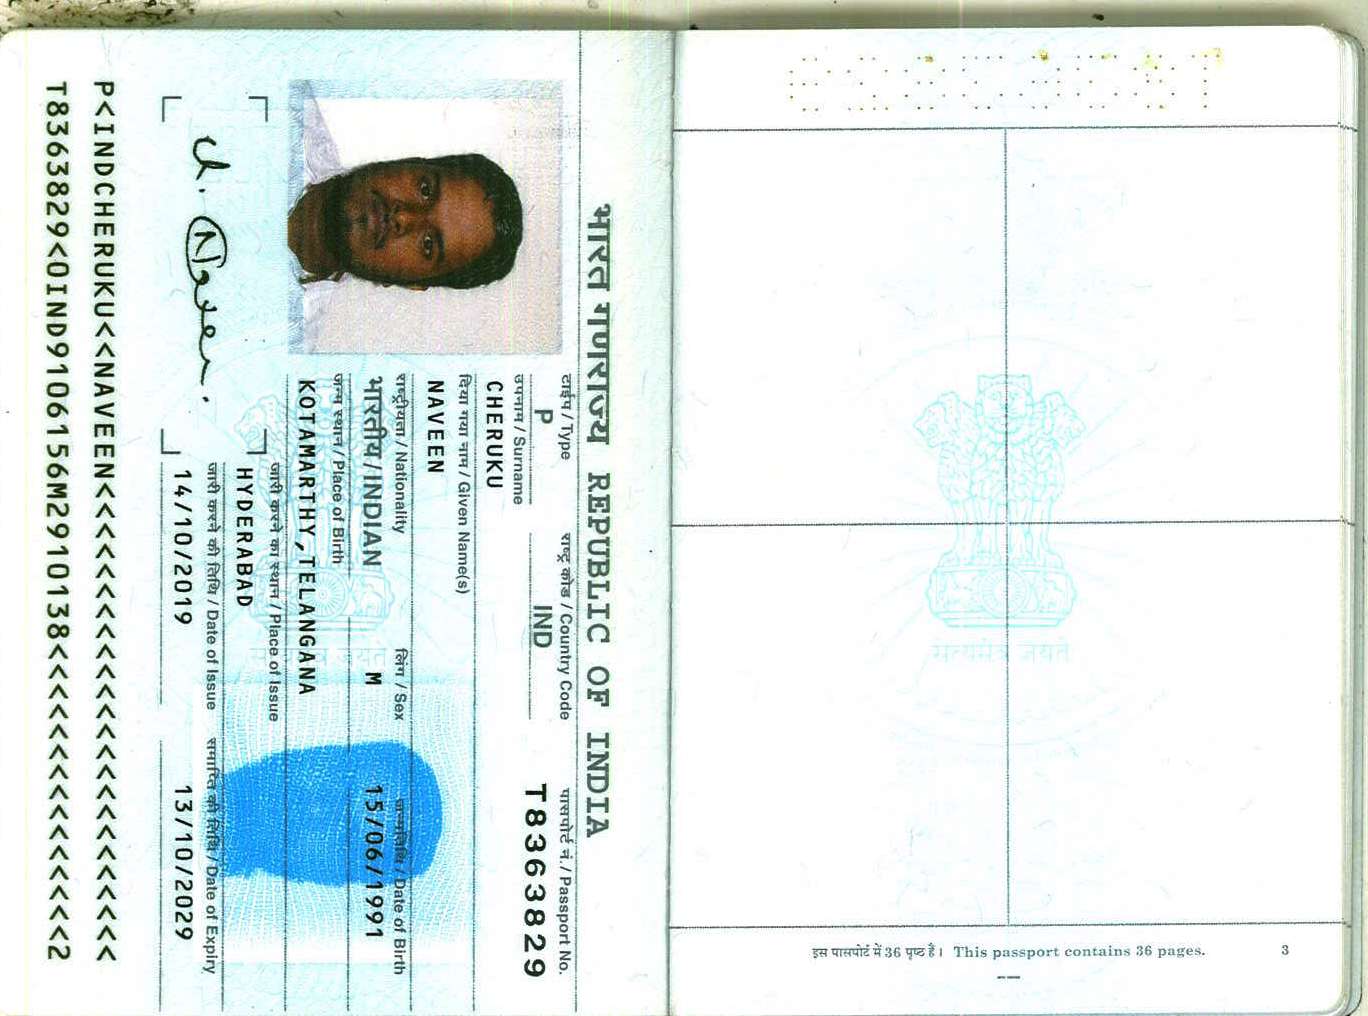 भारत गणराज्य REPUBLIC OF INDIA
टाईप / Type राष्ट्र कोड / Country Code पासपोर्ट नं. / Passport No.
P IND T8363829
उपनाम / Surname
CHERUKU
दिया गया नाम / Given Name(s)
NAVEEN
राष्ट्रीयता / Nationality लिंग / Sex जन्मतिथि / Date of Birth
भारतीय / INDIAN M 15/06/1991
जन्म स्थान / Place of Birth
KOTAMARTHY,TELANGANA
जारी करने का स्थान / Place of Issue
HYDERABAD
जारी करने की तिथि / Date of Issue समाप्ति की तिथि / Date of Expiry
14/10/2019 13/10/2029
Ch. Naveen.
P<INDCHERUKU<<NAVEEN<<<<<<<<<<<<<<<<<<<<<<<<
T8363829<0IND9106156M2910138<<<<<<<<<<<<<<<2
T8363829
सत्यमेव जयते
इस पासपोर्ट में 36 पृष्ठ है। This passport contains 36 pages. 3